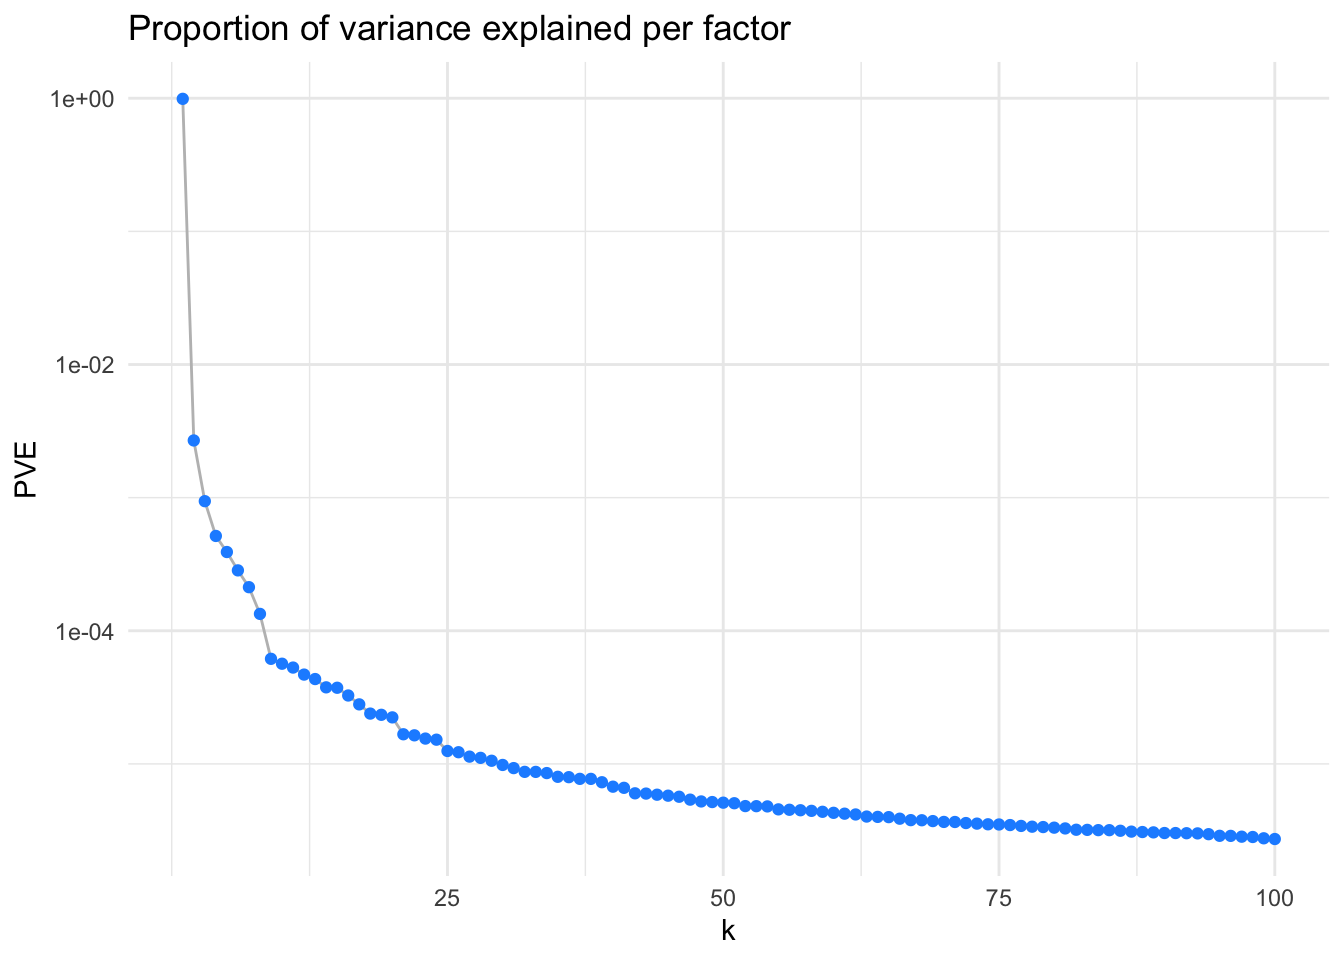 Proportion of variance explained per factor
1e+00
1e-02
PVE
1e-04
25 50 75 100
k